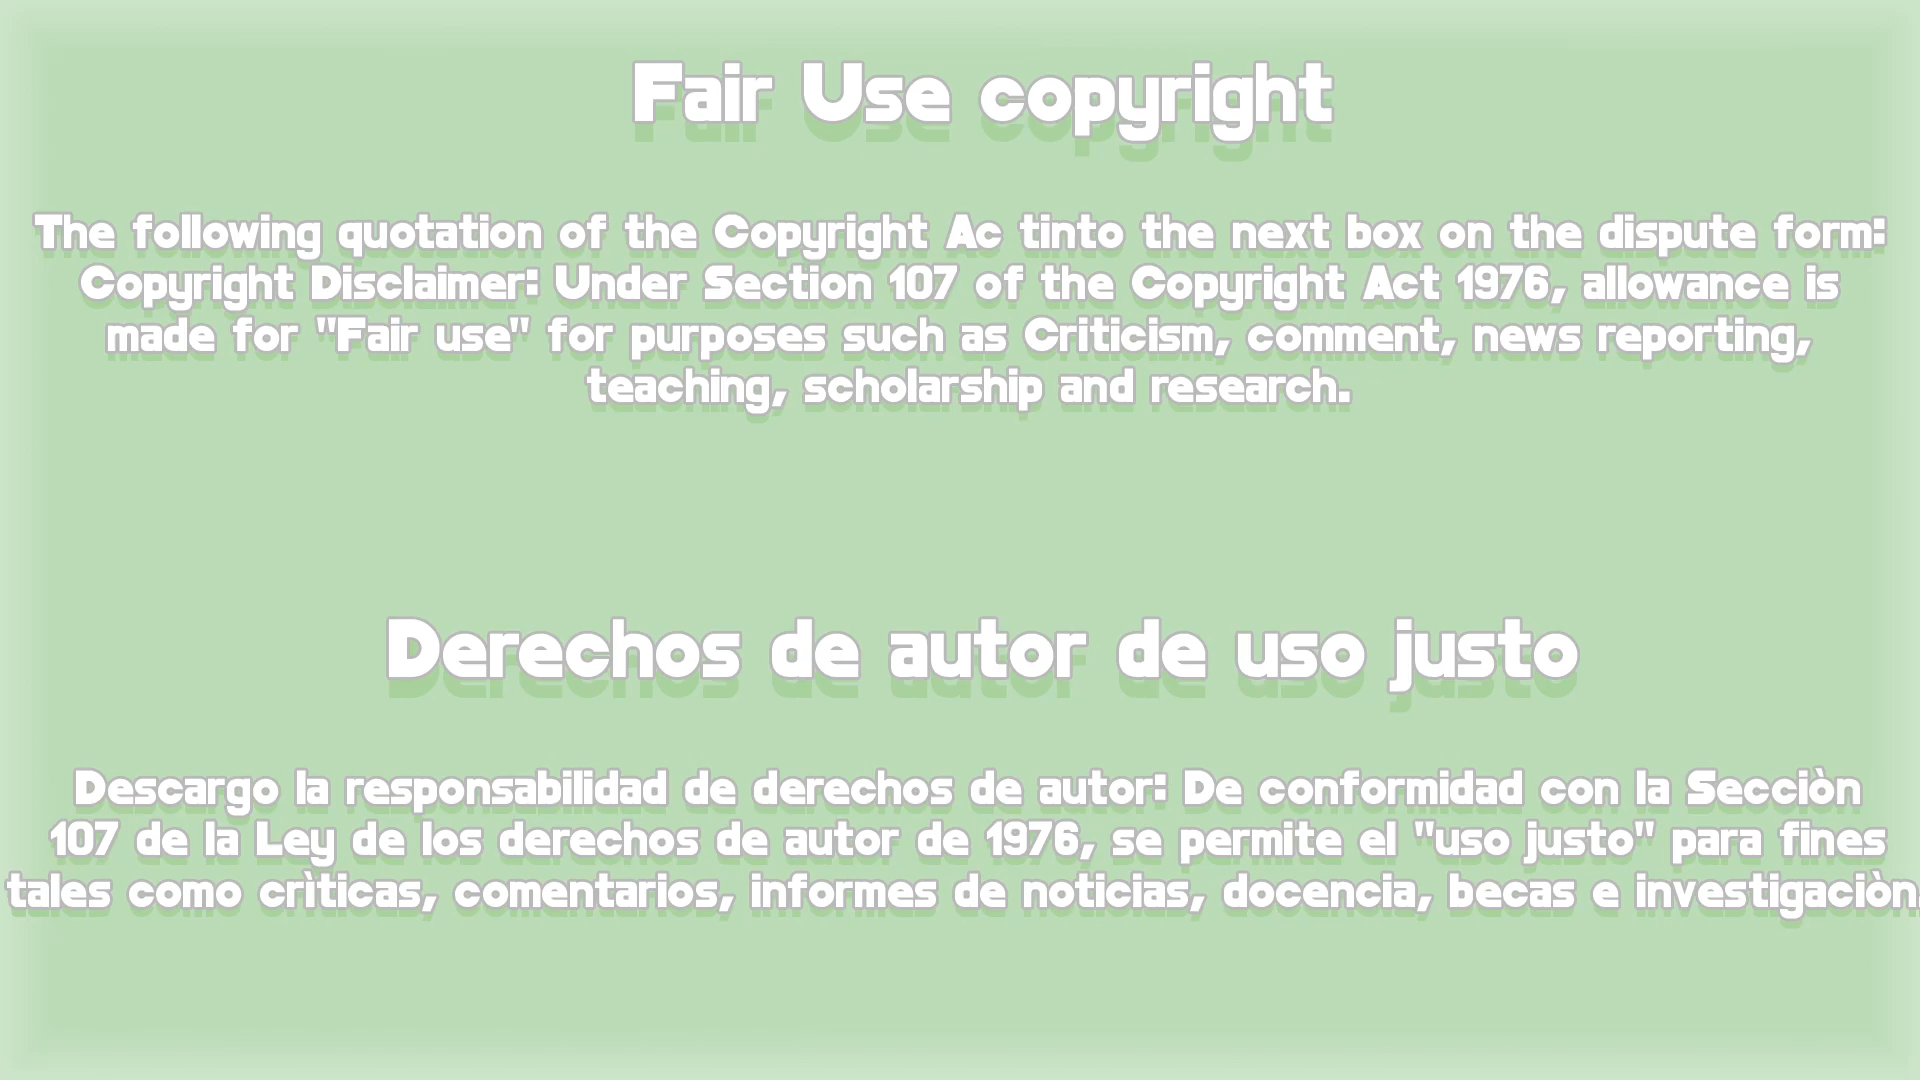 Fair Use copyright
The following quotation of the Copyright Ac tinto the next box on the dispute form:
Copyright Disclaimer: Under Section 107 of the Copyright Act 1976, allowance is
made for "Fair use" for purposes such as Criticism, comment, news reporting,
teaching, scholarship and research.
Derechos de autor de uso justo
Descargo la responsabilidad de derechos de autor: De conformidad con la Secciòn
107 de la Ley de los derechos de autor de 1976, se permite el "uso justo" para fines
tales como crìticas, comentarios, informes de noticias, docencia, becas e investigaciòn.